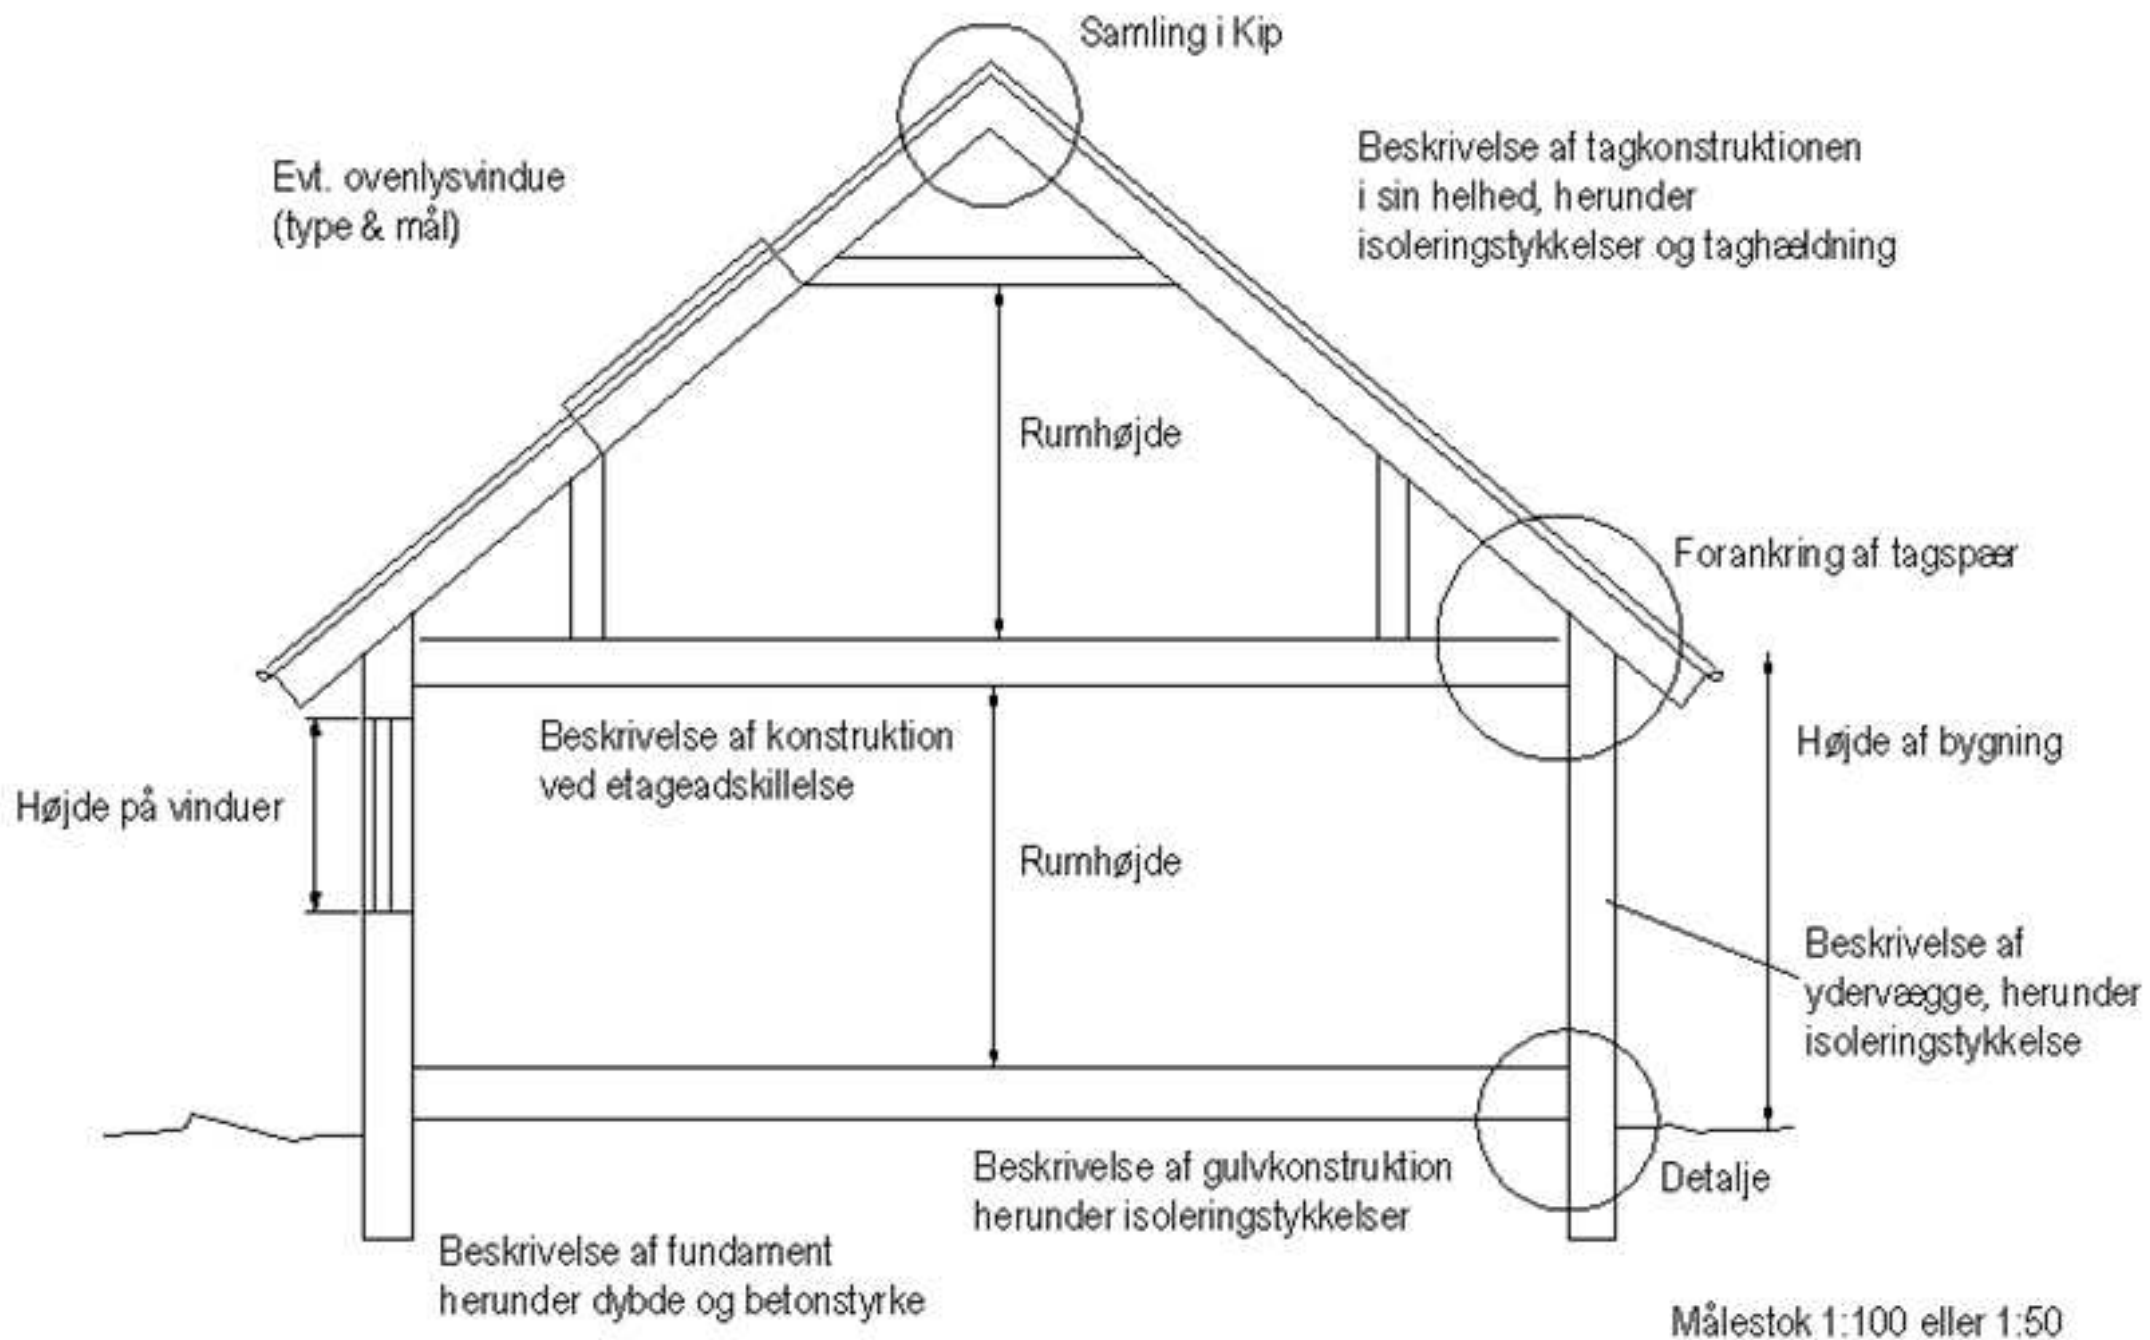 Samling i Kip
Evt. ovenlysvindue
(type & mål)
Beskrivelse af tagkonstruktionen
i sin helhed, herunder
isoleringstykkelser og taghældning
Rumhøjde
Forankring af tagspær
Beskrivelse af konstruktion
ved etageadskillelse
Højde af bygning
Højde på vinduer
Rumhøjde
Beskrivelse af
ydervægge, herunder
isoleringstykkelse
Beskrivelse af gulvkonstruktion
herunder isoleringstykkelser
Detalje
Beskrivelse af fundament
herunder dybde og betonstyrke
Målestok 1:100 eller 1:50